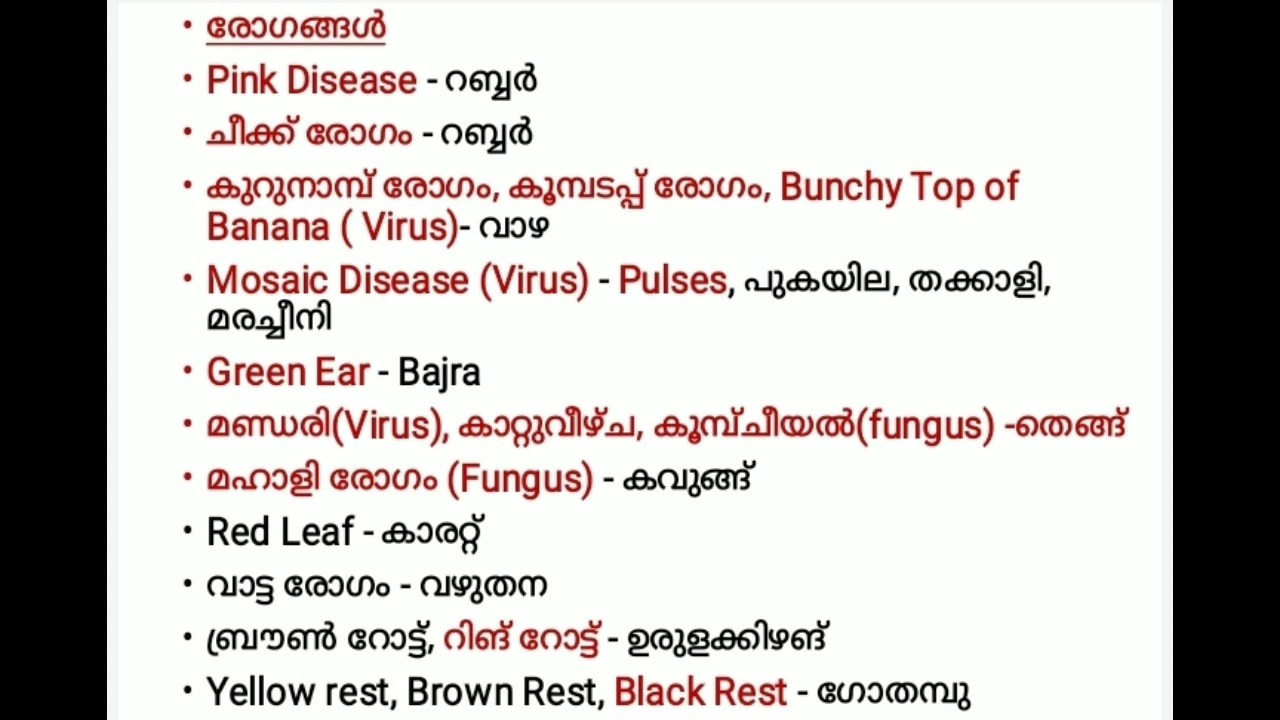 • രോഗങ്ങൾ
• Pink Disease - റബ്ബർ
• ചീക്ക് രോഗം - റബ്ബർ
• കുറുനാമ്പ് രോഗം, കൂമ്പടപ്പ് രോഗം, Bunchy Top of
Banana ( Virus)- വാഴ
• Mosaic Disease (Virus) - Pulses, പുകയില, തക്കാളി,
മരച്ചീനി
• Green Ear - Bajra
• മണ്ഡരി(Virus), കാറ്റുവീഴ്ച, കൂമ്പ്ചീയൽ(fungus) -തെങ്ങ്
• മഹാളി രോഗം (Fungus) - കവുങ്ങ്
• Red Leaf - കാരറ്റ്
• വാട്ട രോഗം - വഴുതന
• ബ്രൗൺ റോട്ട്, റിങ് റോട്ട് - ഉരുളക്കിഴങ്
• Yellow rest, Brown Rest, Black Rest - ഗോതമ്പു